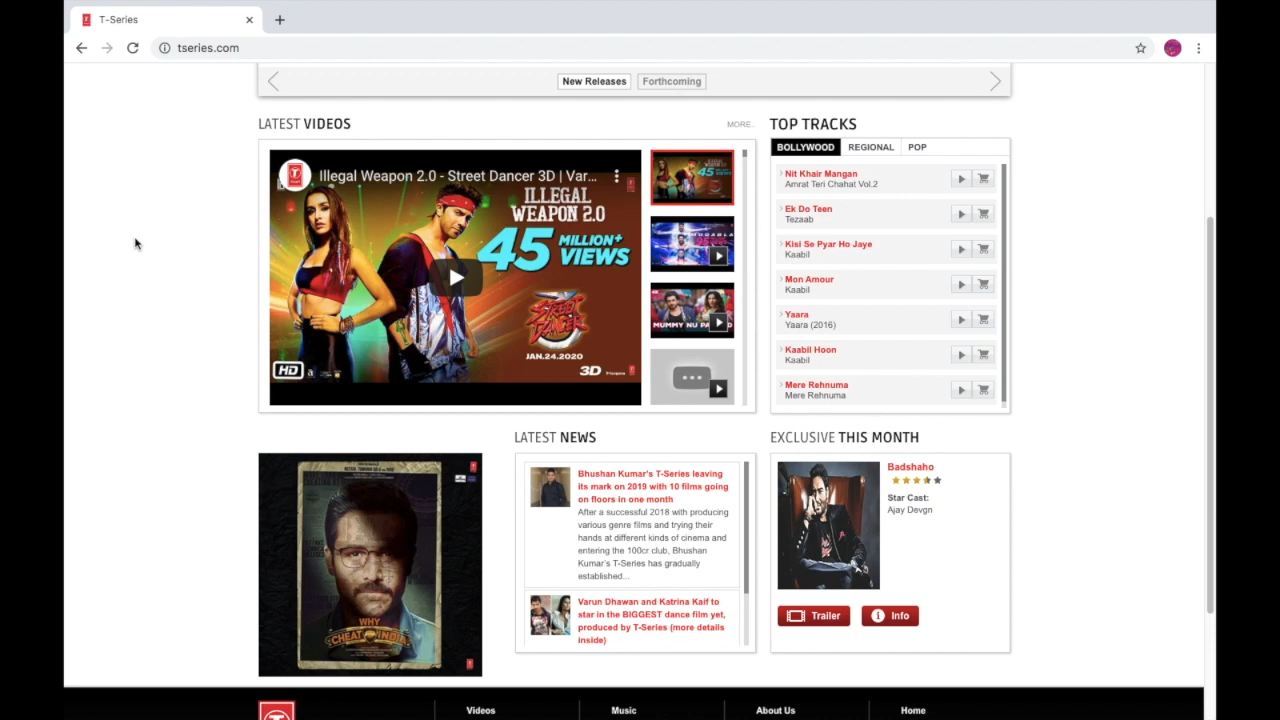 T-Series
tseries.com
New Releases Forthcoming
LATEST VIDEOS
MORE..
Illegal Weapon 2.0 - Street Dancer 3D | Var...
ILLEGAL
WEAPON 2.0
45 MILLION+
VIEWS
STREET
DANCER
JAN.24.2020
HD
3D
45
MUMMY NU PA
TOP TRACKS
BOLLYWOOD REGIONAL POP
Nit Khair Mangan
Amrat Teri Chahat Vol.2
Ek Do Teen
Tezaab
Kisi Se Pyar Ho Jaye
Kaabil
Mon Amour
Kaabil
Yaara
Yaara (2016)
Kaabil Hoon
Kaabil
Mere Rehnuma
Mere Rehnuma
WHY
CHEAT INDIA
LATEST NEWS
Bhushan Kumar's T-Series leaving
its mark on 2019 with 10 films going
on floors in one month
After a successful 2018 with producing
various genre films and trying their
hands at different kinds of cinema and
entering the 100cr club, Bhushan
Kumar's T-Series has gradually
established...
Varun Dhawan and Katrina Kaif to
star in the BIGGEST dance film yet,
produced by T-Series (more details
inside)
EXCLUSIVE THIS MONTH
Badshaho
Star Cast:
Ajay Devgn
Trailer Info
Videos Music About Us Home